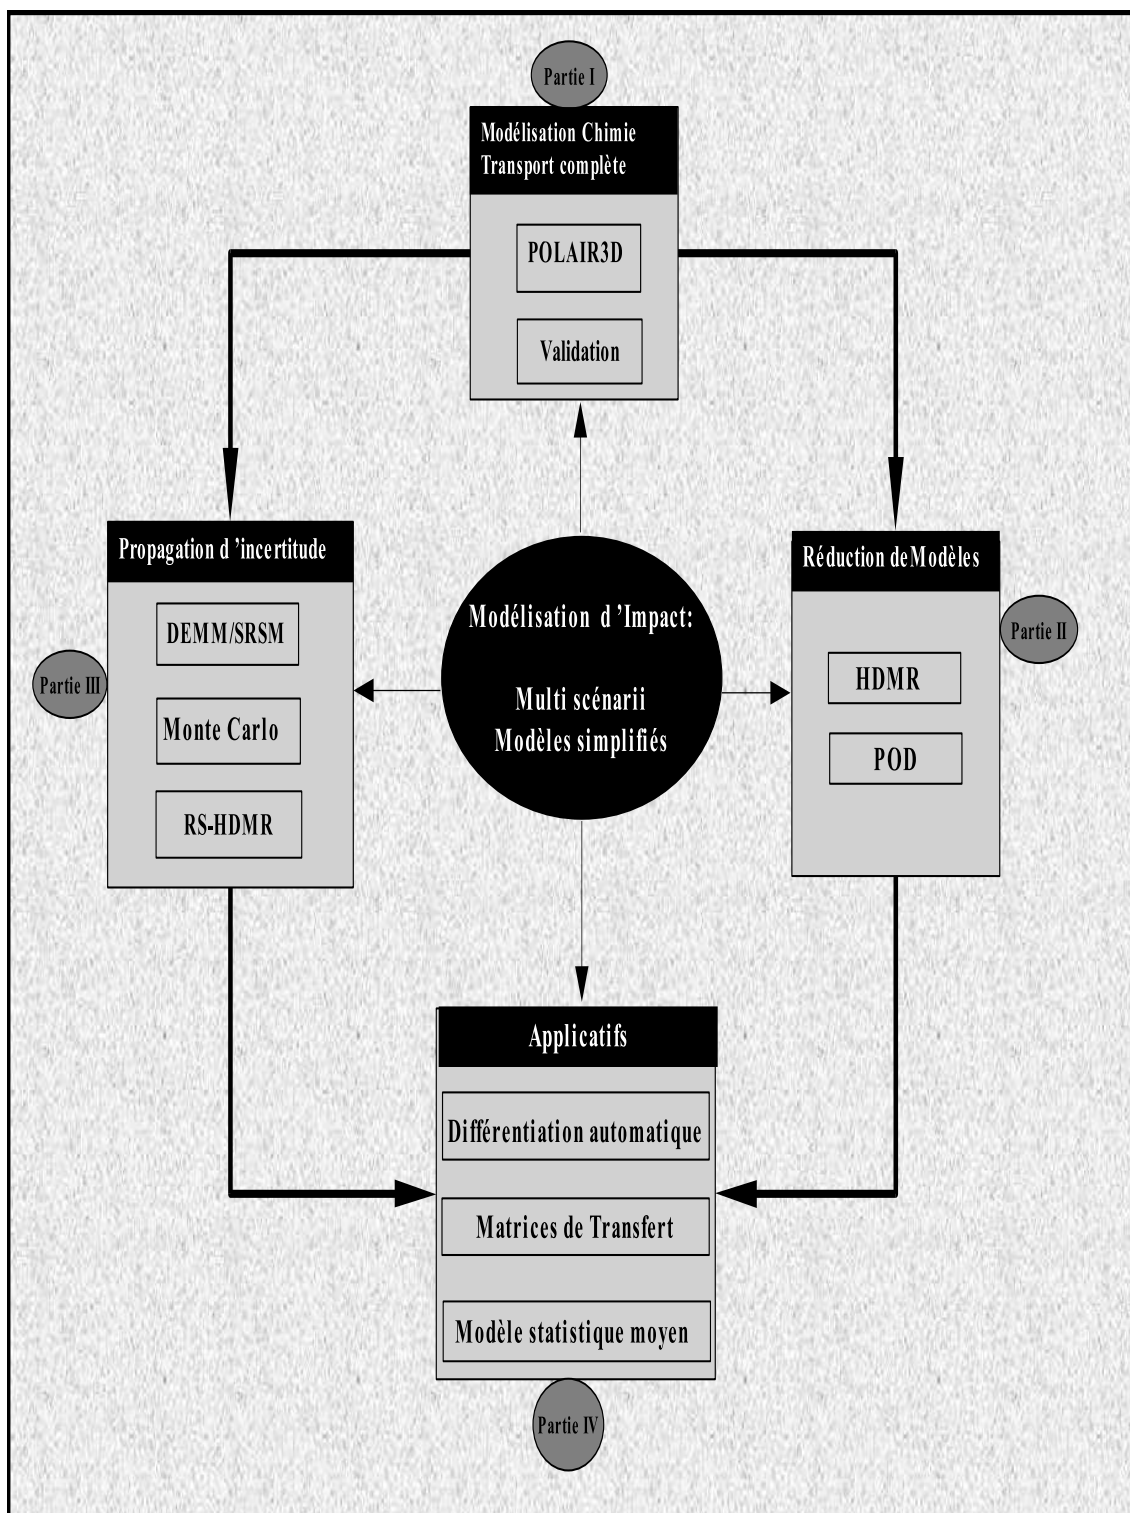 Partie I
Modélisation Chimie
Transport complète
POLAIR3D
Validation
Propagation d ’incertitude
DEMM/SRSM
Monte Carlo
RS-HDMR
Partie III
Modélisation d ’Impact:
Multi scénarii
Modèles simplifiés
Réduction deModèles
HDMR
POD
Partie II
Applicatifs
Différentiation automatique
Matrices de Transfert
Modèle statistique moyen
Partie IV